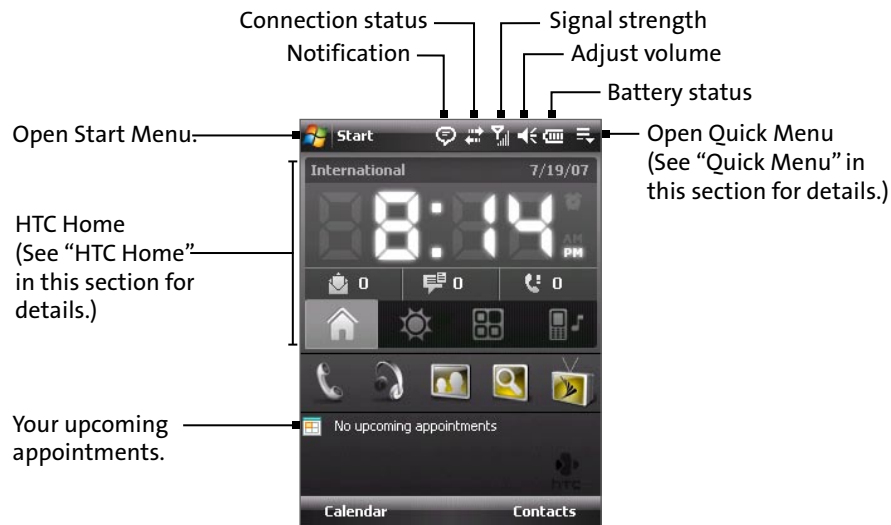 Connection status
Signal strength
Notification
Adjust volume
Battery status
Open Start Menu.
Start
Open Quick Menu
(See “Quick Menu” in
this section for details.)
International 7/19/07
8:14
AM
PM
HTC Home
(See “HTC Home”
in this section for
details.)
0 0 0
Your upcoming
appointments.
No upcoming appointments
hTC
Calendar Contacts